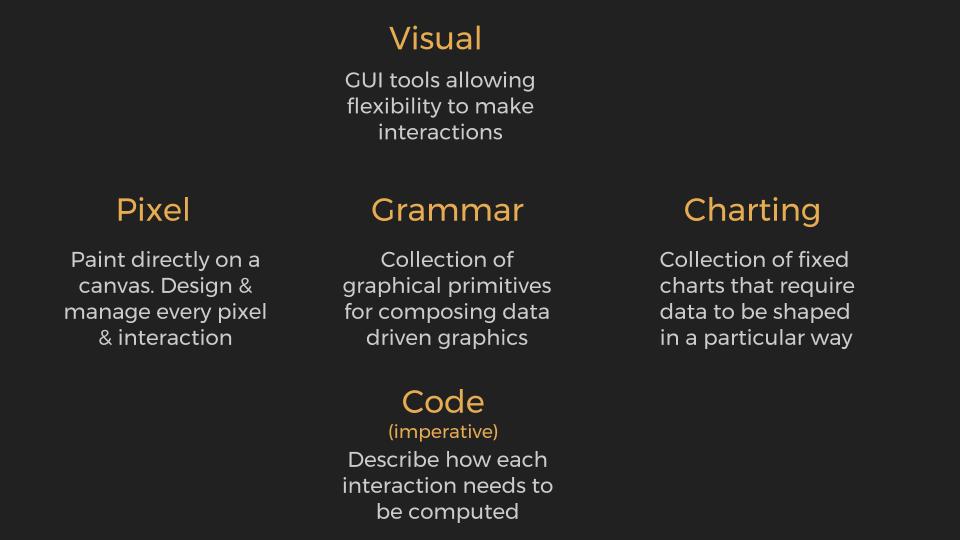 Visual
GUI tools allowing
flexibility to make
interactions
Pixel
Paint directly on a
canvas. Design &
manage every pixel
& interaction
Grammar
Collection of
graphical primitives
for composing data
driven graphics
Charting
Collection of fixed
charts that require
data to be shaped
in a particular way
Code
(imperative)
Describe how each
interaction needs to
be computed